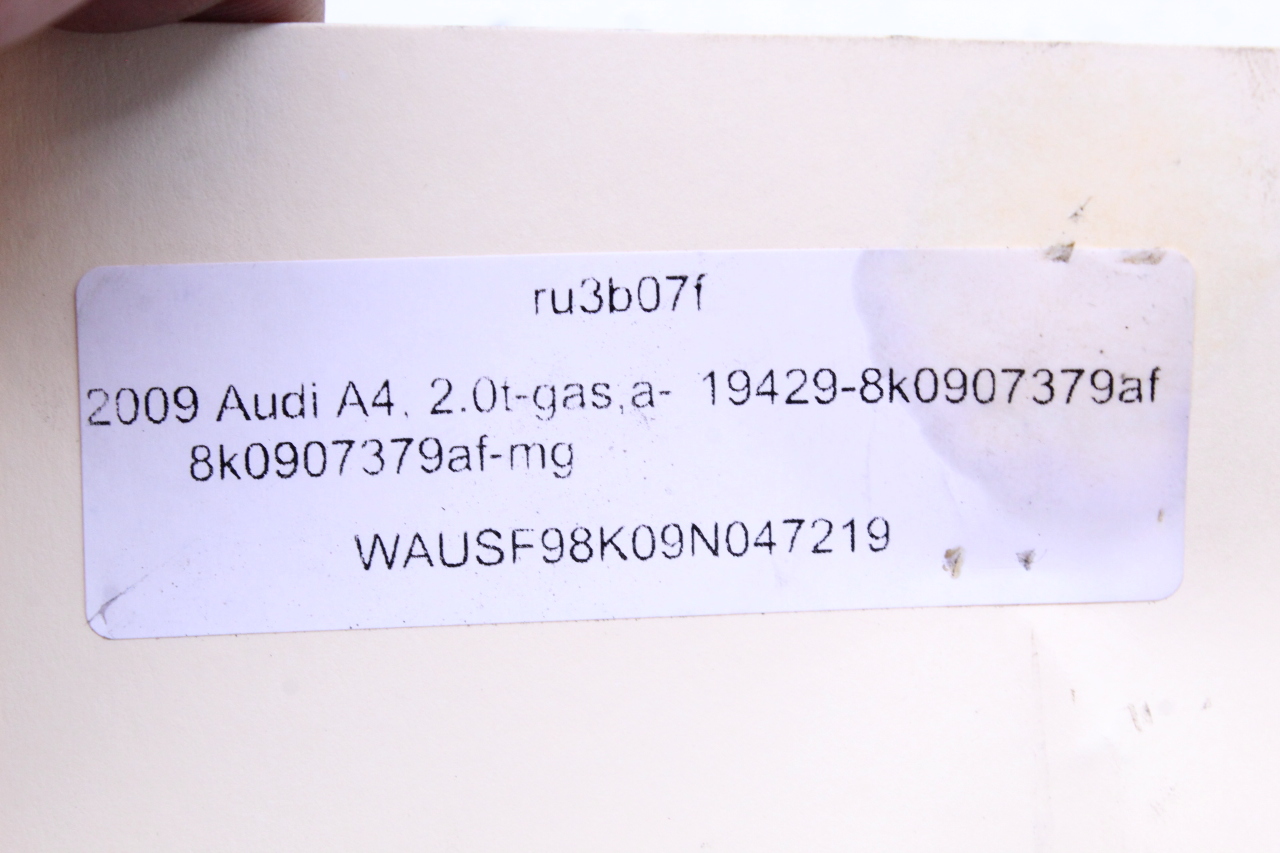 ru3b07f
2009 Audi A4, 2.0t-gas,a- 19429-8k0907379af
8k0907379af-mg
WAUSF98K09N047219